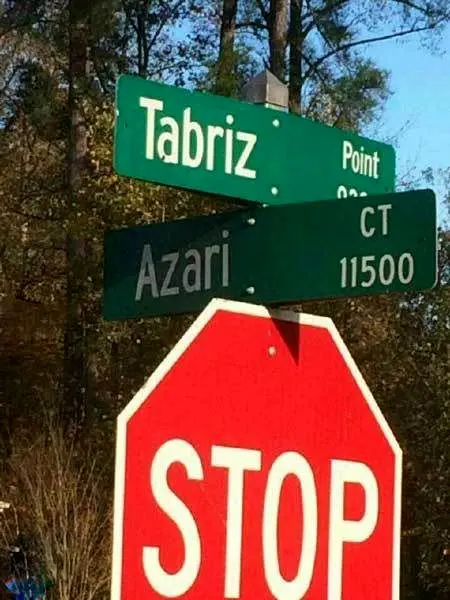 Tabriz Point
Azari CT
11500
STOP